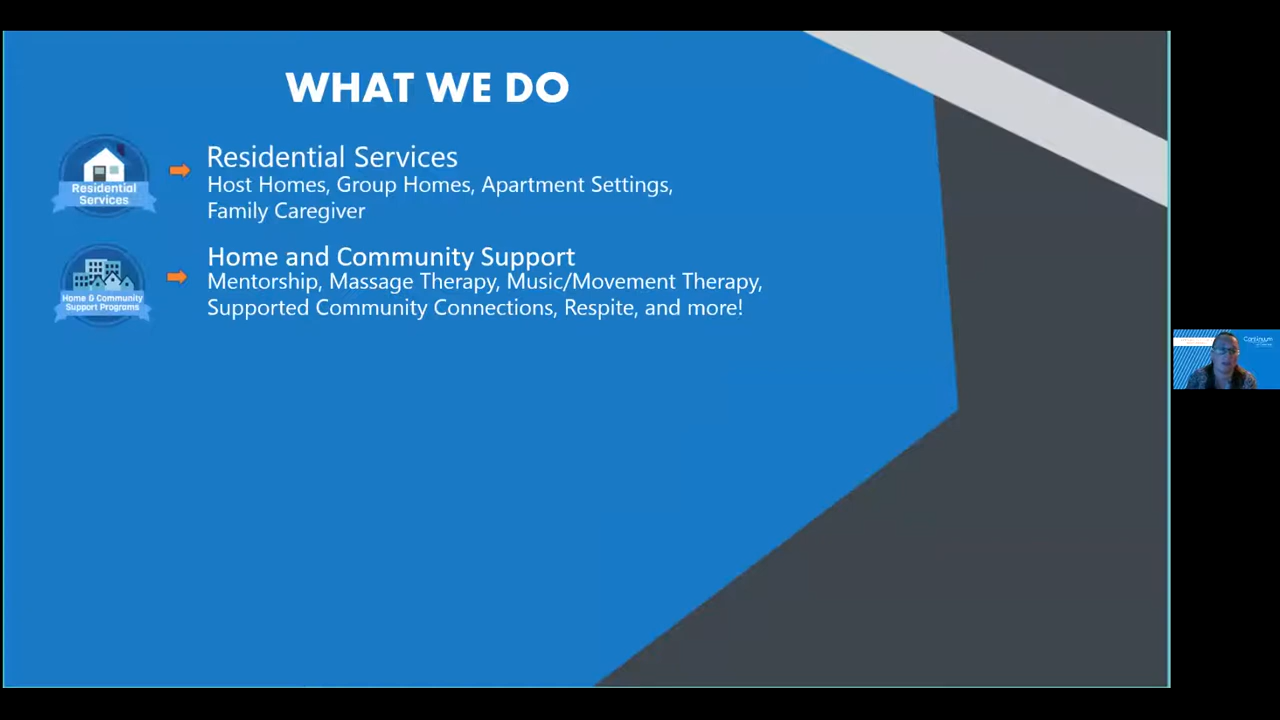 WHAT WE DO
Residential
Services
Residential Services
Host Homes, Group Homes, Apartment Settings,
Family Caregiver
Home & Community
Support Programs
Home and Community Support
Mentorship, Massage Therapy, Music/Movement Therapy,
Supported Community Connections, Respite, and more!
Continuum